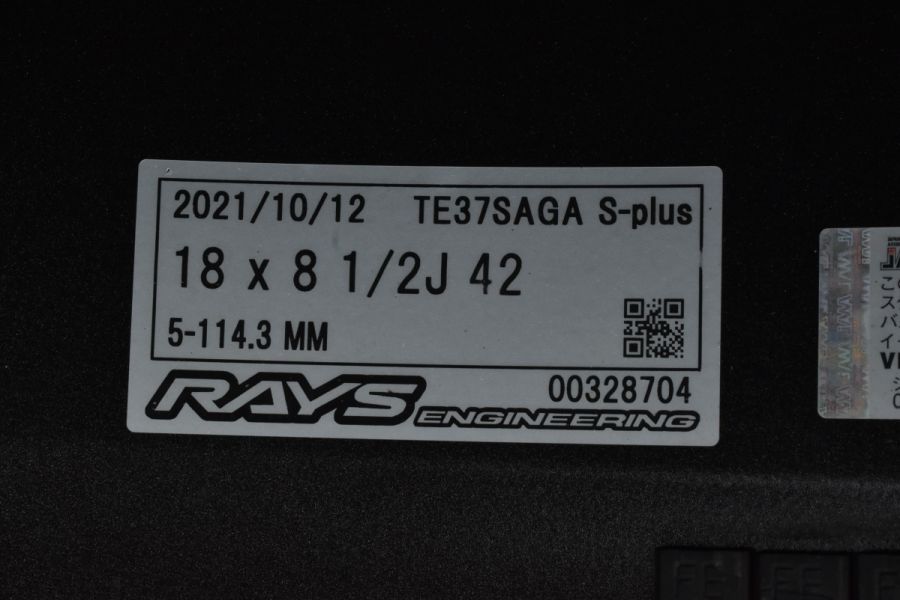 2021/10/12 TE37SAGA S-plus
18 x 8 1/2J 42
5-114.3 MM
00328704
RAYS ENGINEERING